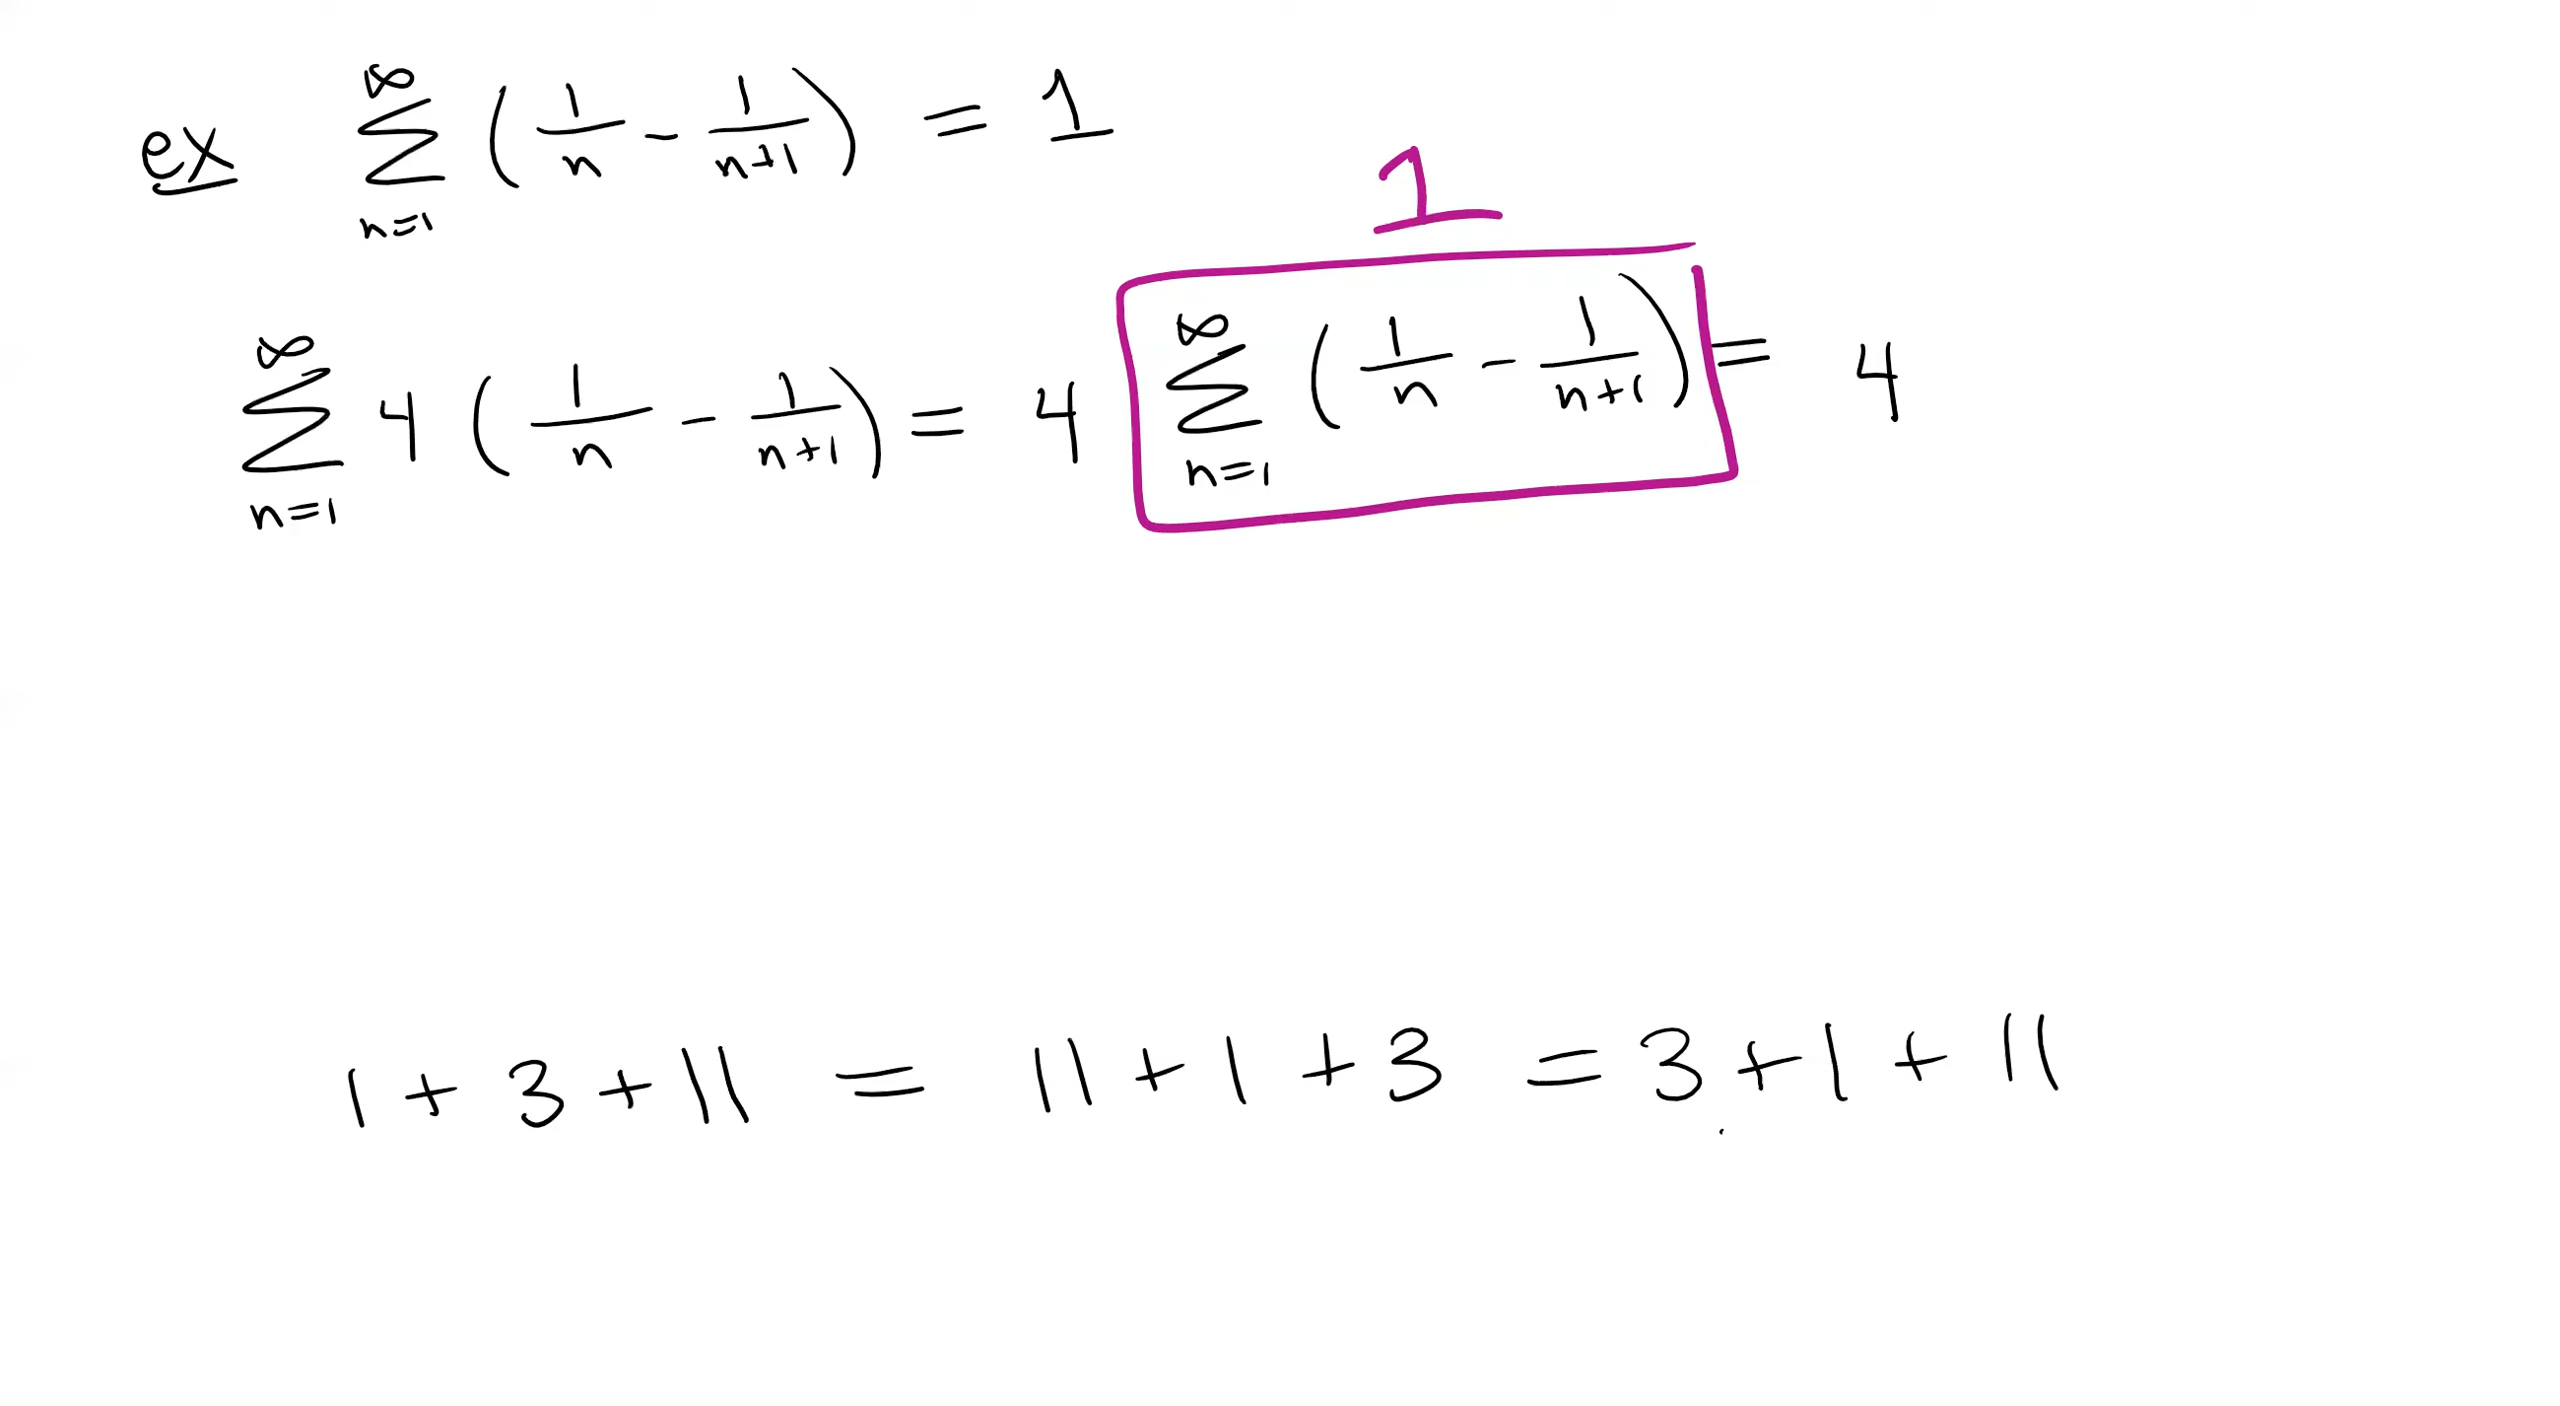 ex ∞∑n=1 (1/n - 1/(n+1)) = 1
1
∞∑n=1 4 (1/n - 1/(n+1)) = 4 ∞∑n=1 (1/n - 1/(n+1)) = 4
1 + 3 + 11 = 11 + 1 + 3 = 3 + 1 + 11